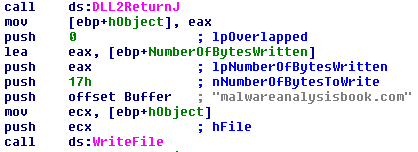 call ds:DLL2ReturnJ
mov [ebp+hObject], eax
push 0 ; lpOverlapped
lea eax, [ebp+NumberOfBytesWritten]
push eax ; lpNumberOfBytesWritten
push 17h ; nNumberOfBytesToWrite
push offset Buffer ; "malwareanalysisbook.com"
mov ecx, [ebp+hObject]
push ecx ; hFile
call ds:WriteFile